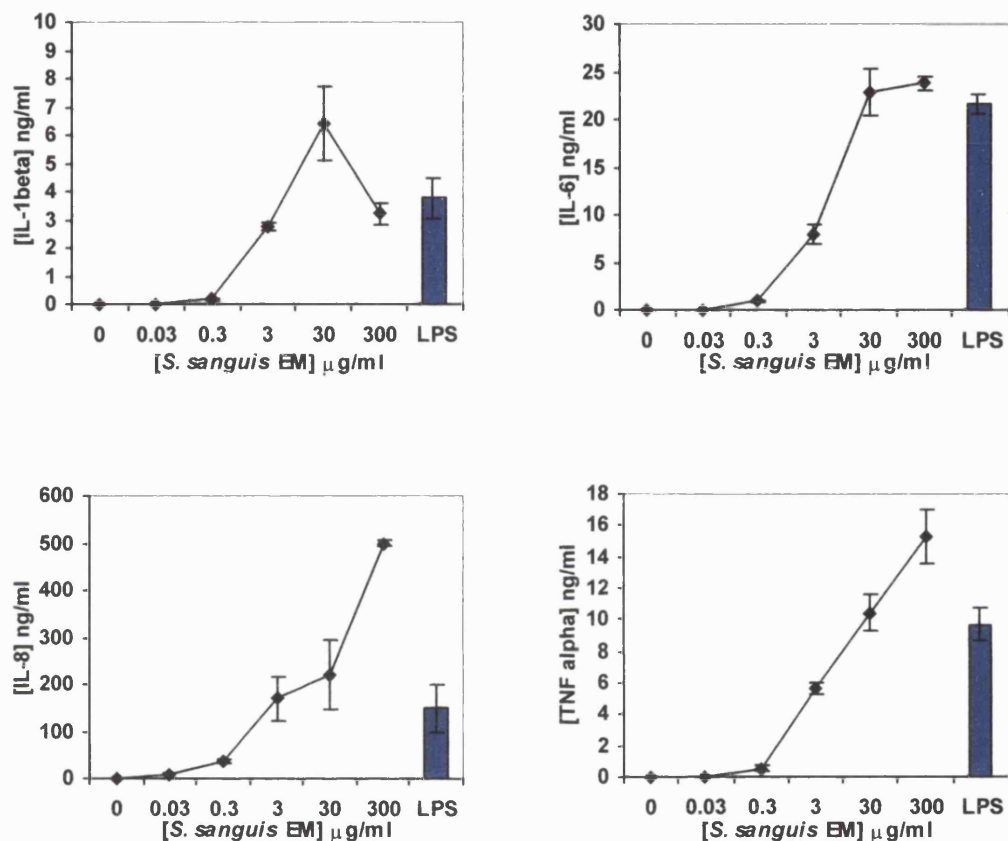 [IL-1beta] ng/ml
10
9
8
7
6
5
4
3
2
1
0
0 0.03 0.3 3 30 300 LPS
[S. sanguis EM] μg/ml
[IL-6] ng/ml
30
25
20
15
10
5
0
0 0.03 0.3 3 30 300 LPS
[S. sanguis EM] μg/ml
[IL-8] ng/ml
600
500
400
300
200
100
0
0 0.03 0.3 3 30 300 LPS
[S. sanguis EM] μg/ml
[TNF alpha] ng/ml
18
16
14
12
10
8
6
4
2
0
0 0.03 0.3 3 30 300 LPS
[S. sanguis EM] μg/ml